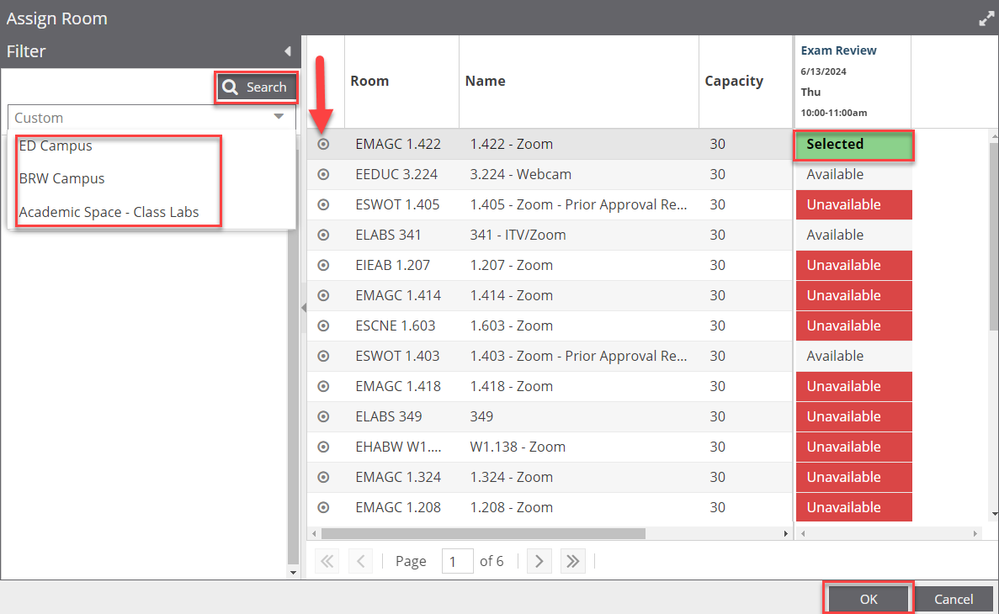 Assign Room
Filter
Search
Custom
ED Campus
BRW Campus
Academic Space - Class Labs
Room Name Capacity
Exam Review
6/13/2024
Thu
10:00-11:00am
EMAGC 1.422 1.422 - Zoom 30 Selected
EEDUC 3.224 3.224 - Webcam 30 Available
ESWOT 1.405 1.405 - Zoom - Prior Approval Re... 30 Unavailable
ELABS 341 341 - ITV/Zoom 30 Available
EIEAB 1.207 1.207 - Zoom 30 Unavailable
EMAGC 1.414 1.414 - Zoom 30 Unavailable
ESCNE 1.603 1.603 - Zoom 30 Unavailable
ESWOT 1.403 1.403 - Zoom - Prior Approval Re... 30 Available
EMAGC 1.418 1.418 - Zoom 30 Unavailable
ELABS 349 349 30 Unavailable
EHABW W1.... W1.138 - Zoom 30 Unavailable
EMAGC 1.324 1.324 - Zoom 30 Unavailable
EMAGC 1.208 1.208 - Zoom 30 Unavailable
Page 1 of 6
OK Cancel